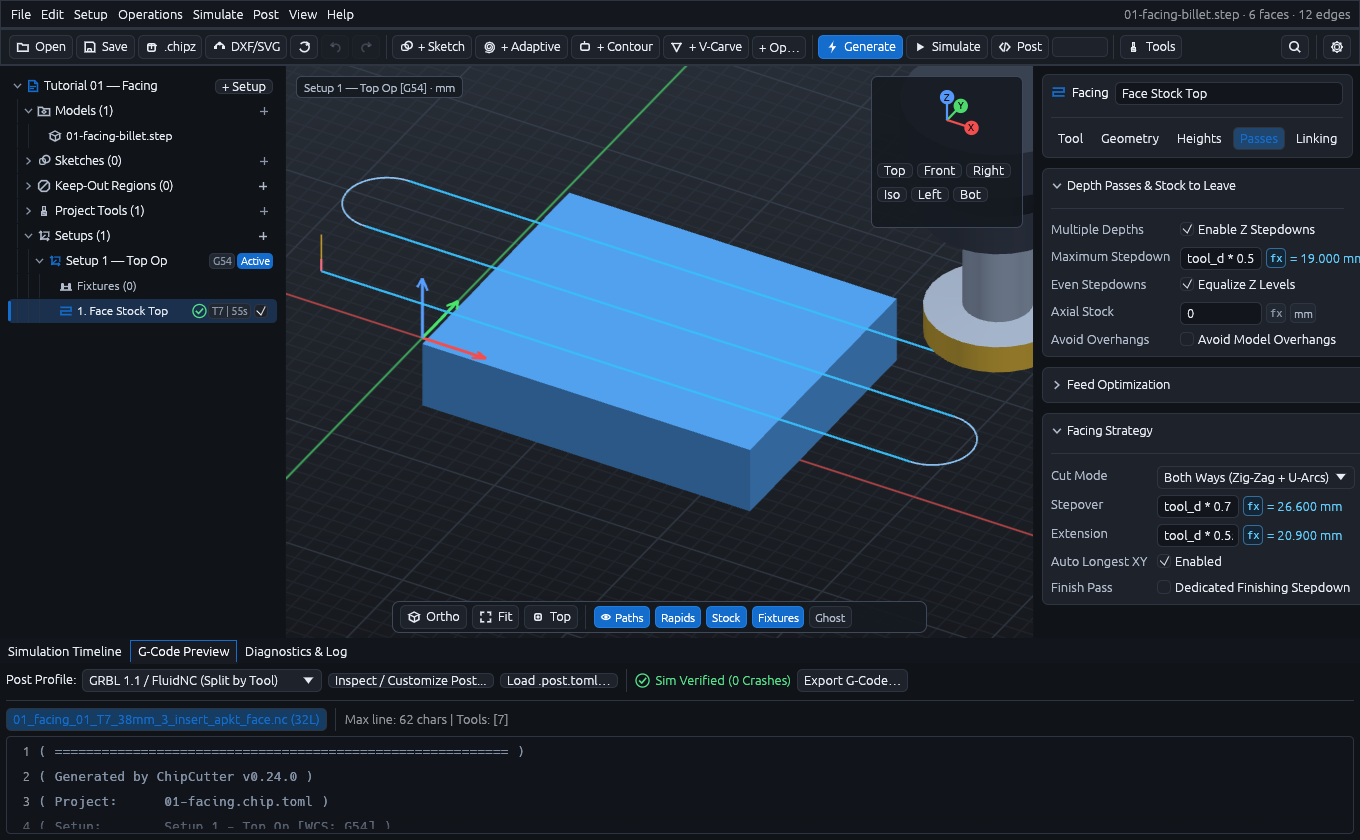 File Edit Setup Operations Simulate Post View Help
01-facing-billet.step · 6 faces · 12 edges
Open Save .chipz DXF/SVG + Sketch + Adaptive + Contour + V-Carve + Op... Generate Simulate Post Tools
Tutorial 01 — Facing + Setup
Models (1) +
01-facing-billet.step
Sketches (0) +
Keep-Out Regions (0) +
Project Tools (1) +
Setups (1) +
Setup 1 — Top Op G54 Active
Fixtures (0)
1. Face Stock Top T7 | 55s
Setup 1 — Top Op [G54] · mm
Z
Y
X
Top Front Right
Iso Left Bot
Ortho Fit Top Paths Rapids Stock Fixtures Ghost
Facing Face Stock Top
Tool Geometry Heights Passes Linking
Depth Passes & Stock to Leave
Multiple Depths Enable Z Stepdowns
Maximum Stepdown tool_d * 0.5 fx = 19.000 mm
Even Stepdowns Equalize Z Levels
Axial Stock 0 fx mm
Avoid Overhangs Avoid Model Overhangs
Feed Optimization
Facing Strategy
Cut Mode Both Ways (Zig-Zag + U-Arcs)
Stepover tool_d * 0.7 fx = 26.600 mm
Extension tool_d * 0.5 fx = 20.900 mm
Auto Longest XY Enabled
Finish Pass Dedicated Finishing Stepdown
Simulation Timeline G-Code Preview Diagnostics & Log
Post Profile: GRBL 1.1 / FluidNC (Split by Tool) Inspect / Customize Post... Load .post.toml... Sim Verified (0 Crashes) Export G-Code...
01_facing_01_T7_38mm_3_insert_apkt_face.nc (32L) Max line: 62 chars | Tools: [7]
1 ( ========================================================== )
2 ( Generated by ChipCutter v0.24.0 )
3 ( Project: 01-facing.chip.toml )
4 ( Setup: Setup 1 - Top Op [WCS: G54] )